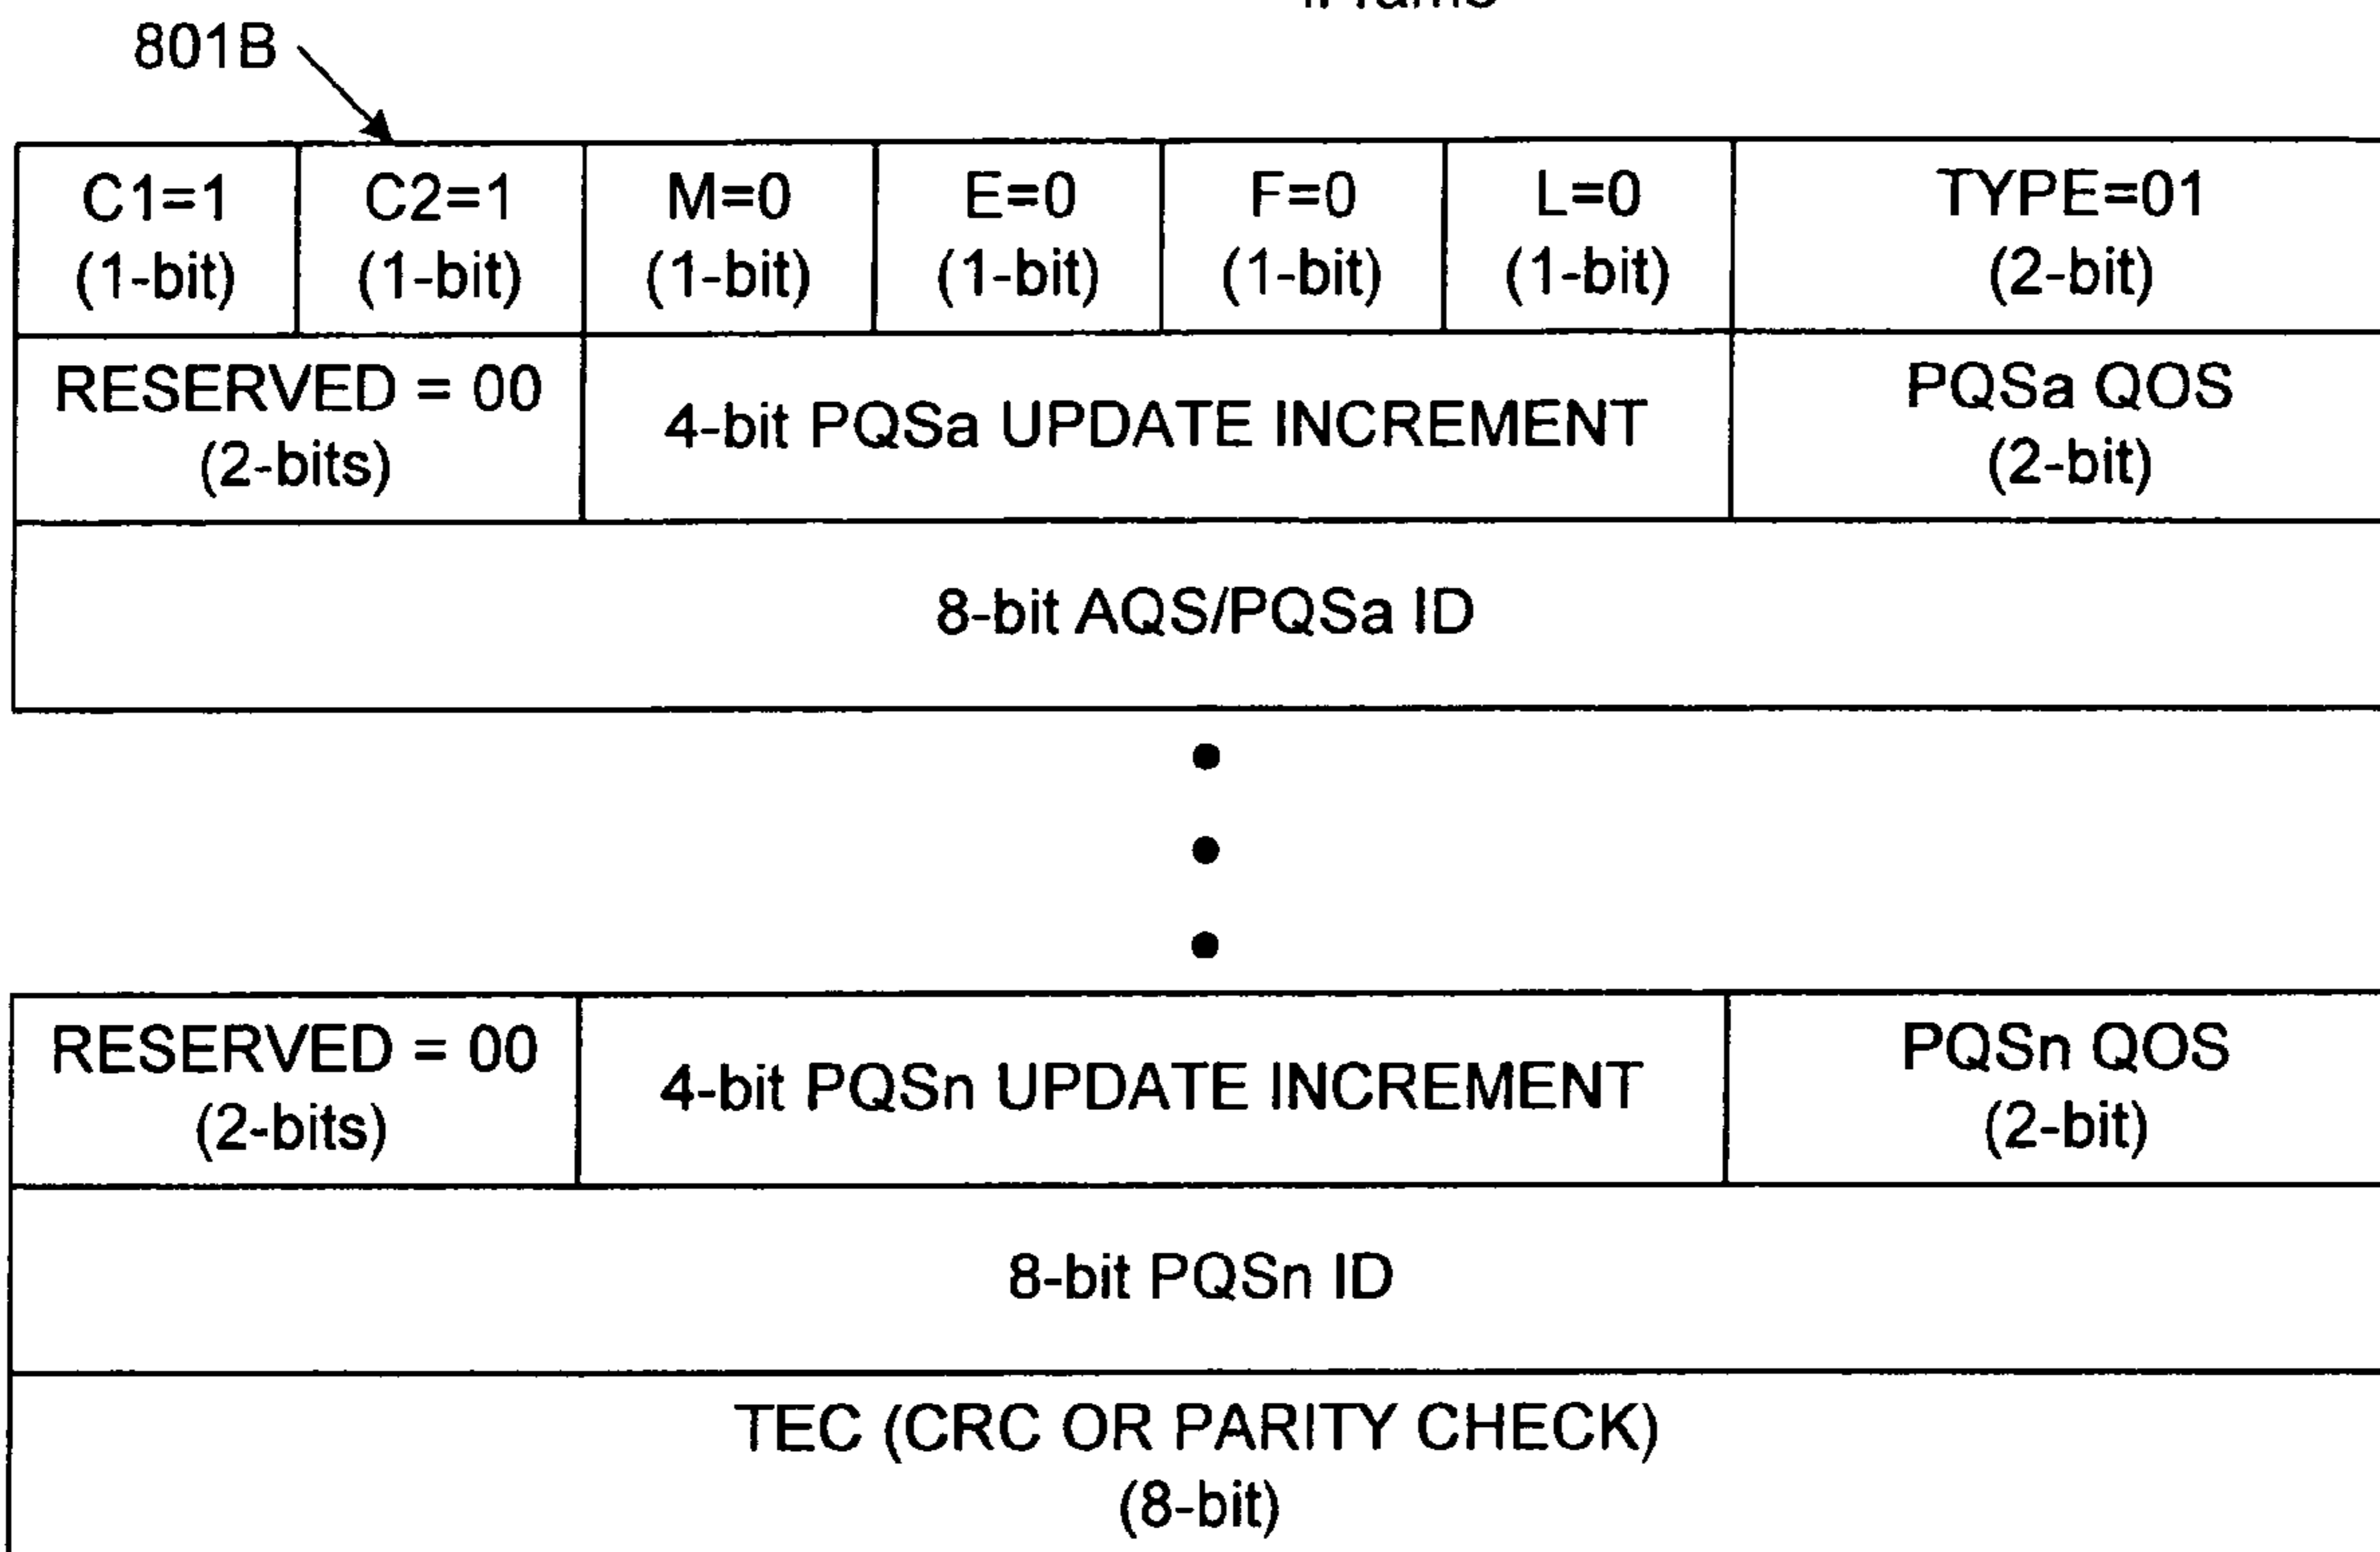 801B
C1=1 C2=1 M=0 E=0 F=0 L=0 TYPE=01
(1-bit) (1-bit) (1-bit) (1-bit) (1-bit) (1-bit) (2-bit)
RESERVED = 00
(2-bits)
4-bit PQSa UPDATE INCREMENT
PQSa QOS
(2-bit)
8-bit AQS/PQSa ID
RESERVED = 00
(2-bits)
4-bit PQSn UPDATE INCREMENT
PQSn QOS
(2-bit)
8-bit PQSn ID
TEC (CRC OR PARITY CHECK)
(8-bit)